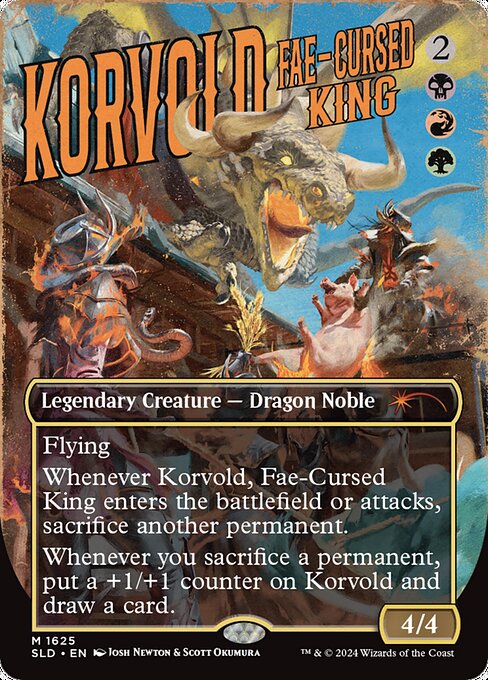 KORVOLD
FAE-CURSED
KING
2
Legendary Creature — Dragon Noble
Flying
Whenever Korvold, Fae-Cursed
King enters the battlefield or attacks,
sacrifice another permanent.
Whenever you sacrifice a permanent,
put a +1/+1 counter on Korvold and
draw a card.
4/4
M 1625
SLD • EN Josh Newton & Scott Okumura
™ & © 2024 Wizards of the Coast